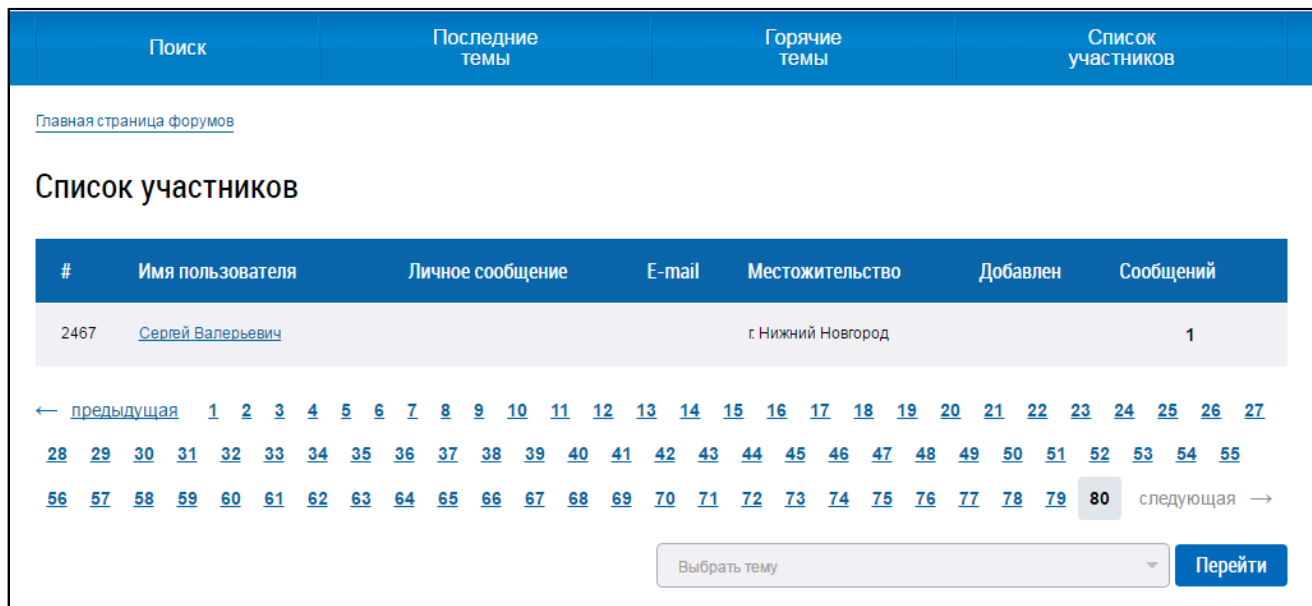 Поиск
Последние
темы
Горячие
темы
Список
участников
Главная страница форумов
Список участников
# Имя пользователя Личное сообщение E-mail Местожительство Добавлен Сообщений
2467 Сергей Валерьевич г. Нижний Новгород 1
← предыдущая 1 2 3 4 5 6 7 8 9 10 11 12 13 14 15 16 17 18 19 20 21 22 23 24 25 26 27
28 29 30 31 32 33 34 35 36 37 38 39 40 41 42 43 44 45 46 47 48 49 50 51 52 53 54 55
56 57 58 59 60 61 62 63 64 65 66 67 68 69 70 71 72 73 74 75 76 77 78 79 80 следующая →
Выбрать тему Перейти